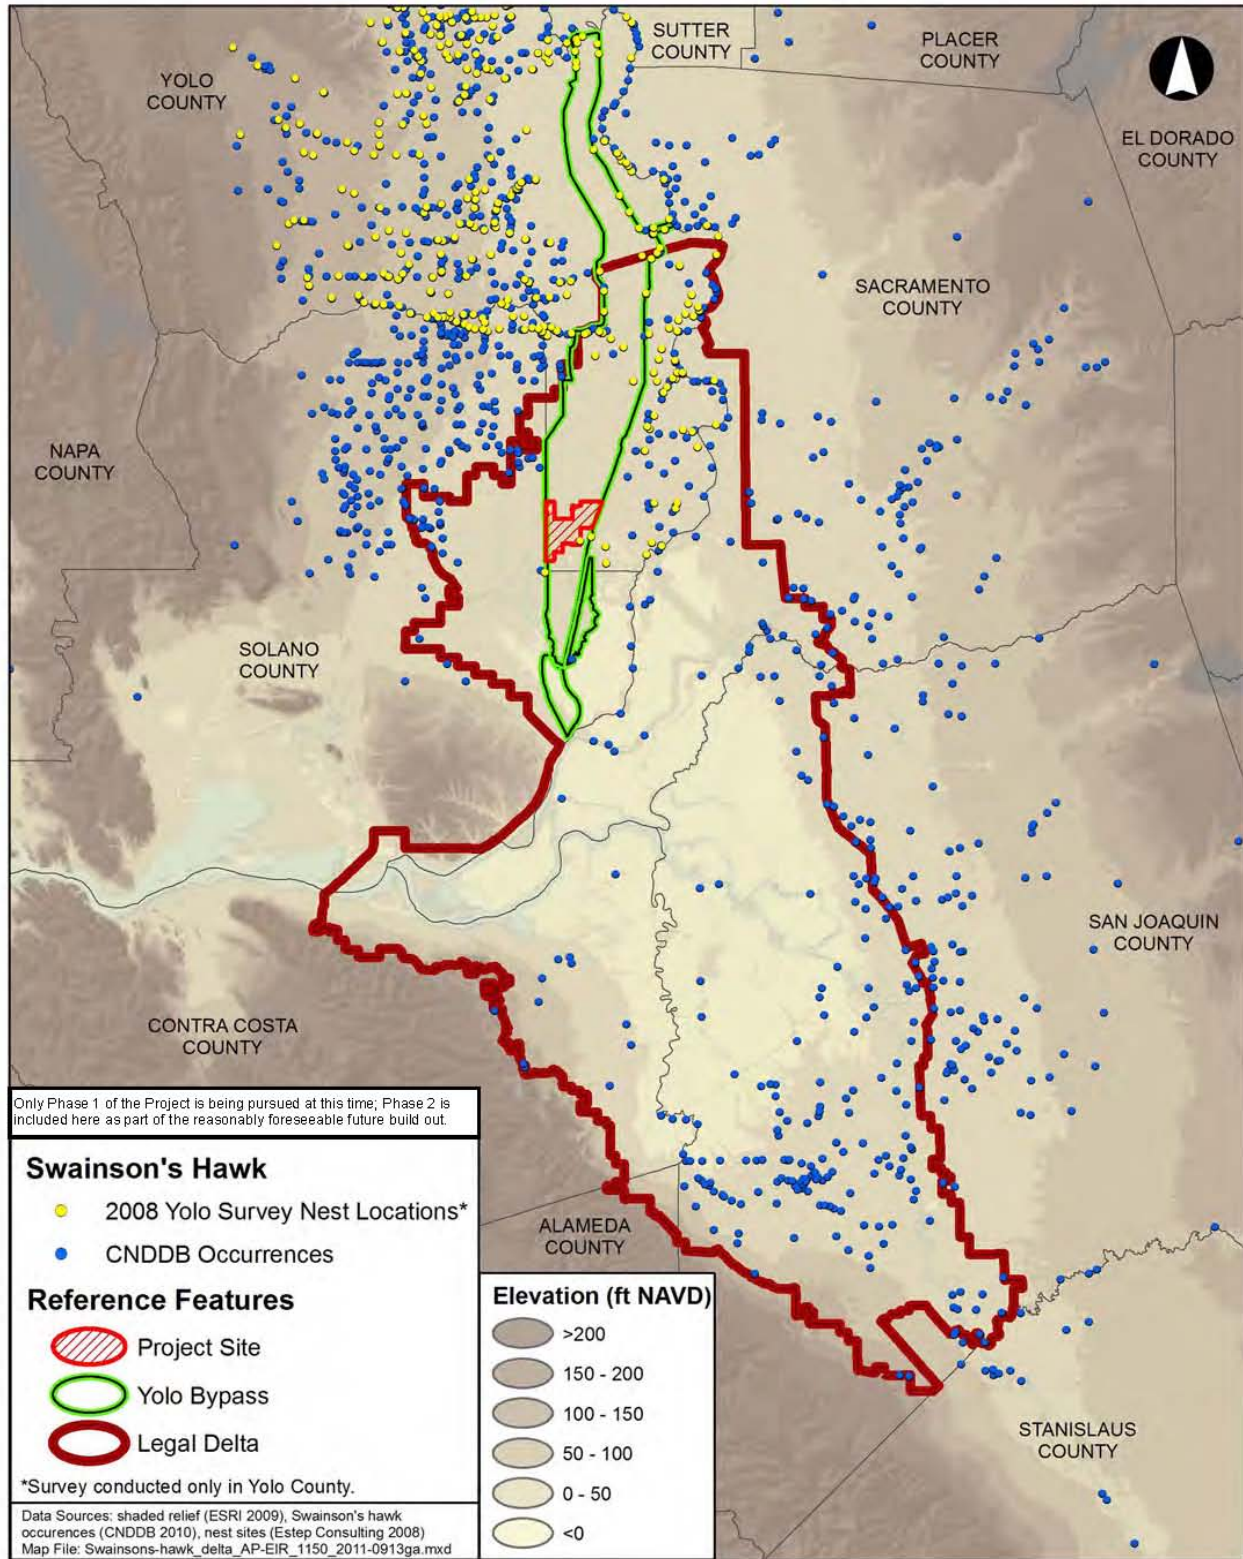 SUTTER
COUNTY
PLACER
COUNTY
YOLO
COUNTY
EL DORADO
COUNTY
SACRAMENTO
COUNTY
NAPA
COUNTY
SOLANO
COUNTY
SAN JOAQUIN
COUNTY
CONTRA COSTA
COUNTY
ALAMEDA
COUNTY
STANISLAUS
COUNTY
Only Phase 1 of the Project is being pursued at this time; Phase 2 is
included here as part of the reasonably foreseeable future build out.
Swainson's Hawk
2008 Yolo Survey Nest Locations*
CNDDB Occurrences
Reference Features
Project Site
Yolo Bypass
Legal Delta
*Survey conducted only in Yolo County.
Data Sources: shaded relief (ESRI 2009), Swainson's hawk
occurences (CNDDB 2010), nest sites (Estep Consulting 2008)
Map File: Swainsons-hawk_delta_AP-EIR_1150_2011-0913ga.mxd
Elevation (ft NAVD)
>200
150 - 200
100 - 150
50 - 100
0 - 50
<0